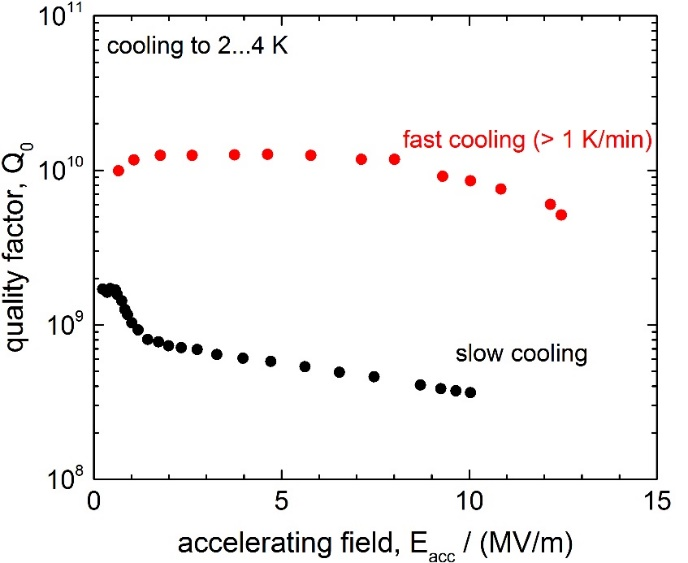 10¹¹
cooling to 2...4 K
fast cooling (> 1 K/min)
10¹⁰
quality factor, Q₀
10⁹
slow cooling
10⁸
0 5 10 15
accelerating field, Eacc / (MV/m)